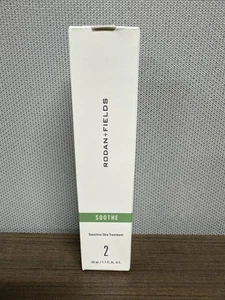 RODAN+FIELDS
SOOTHE
Sensitive Skin Treatment
2